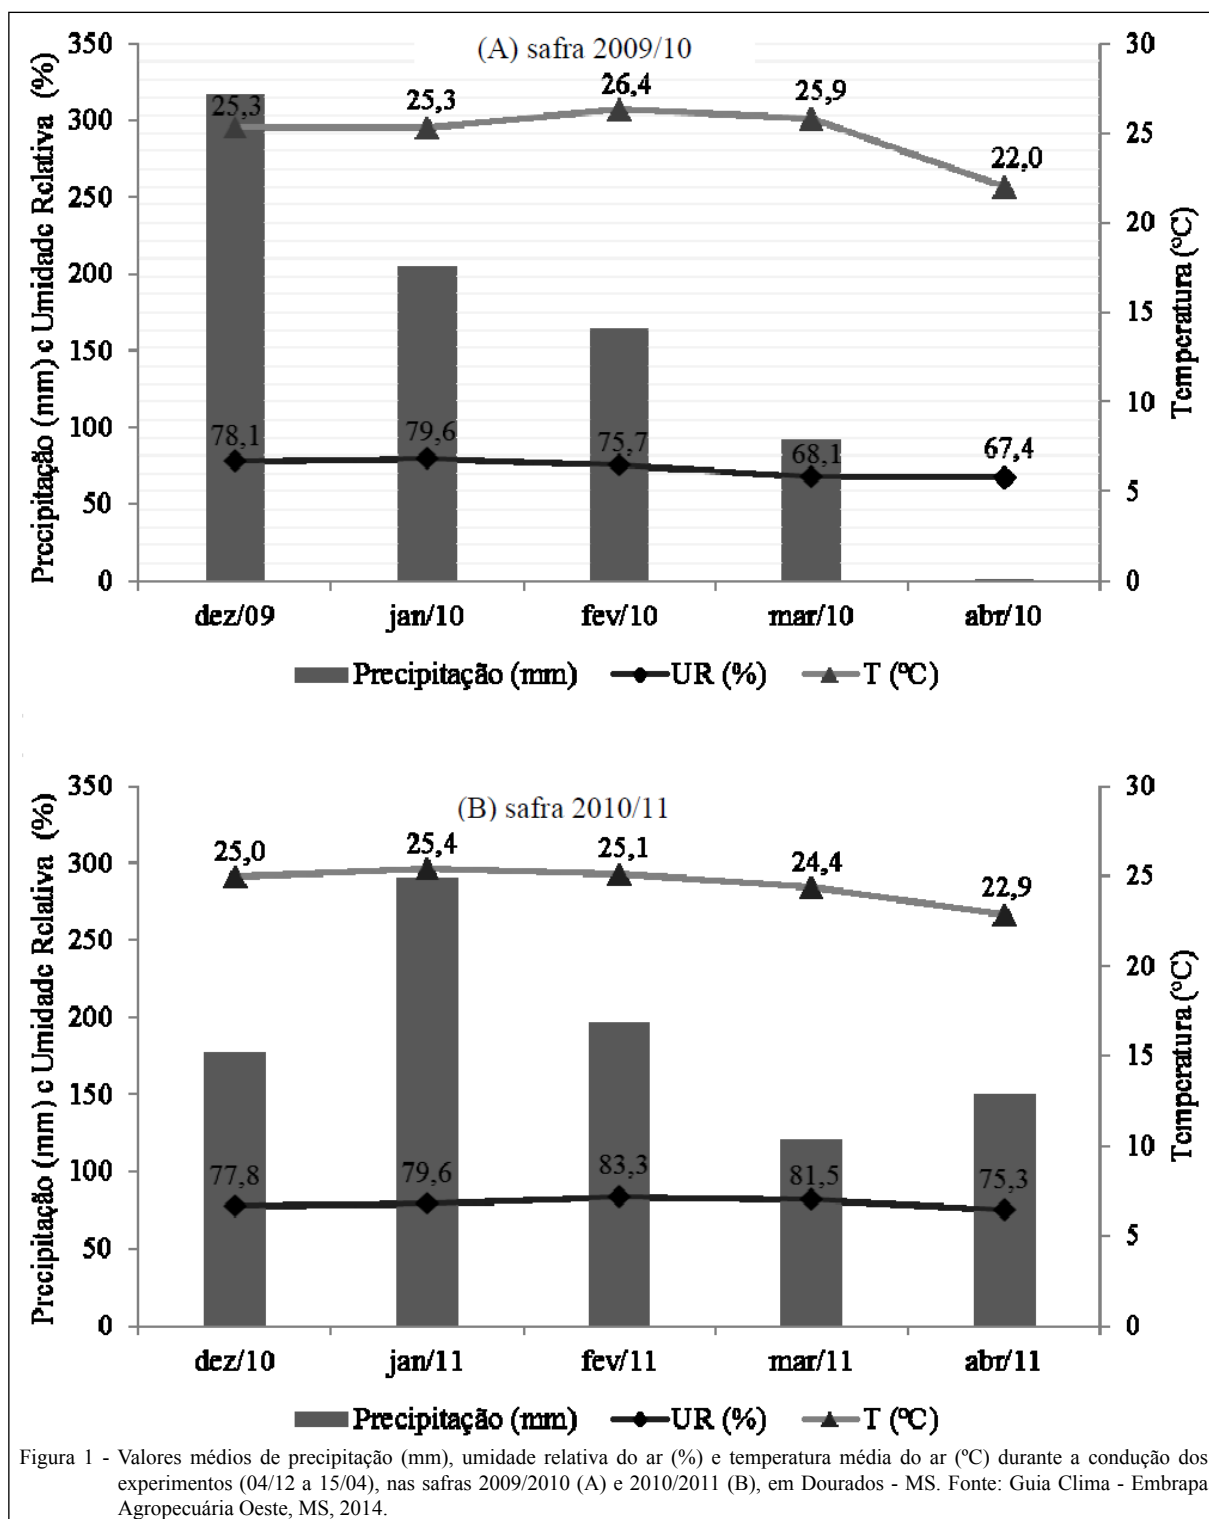 (A) safra 2009/10
350
300
250
200
150
100
50
0
Precipitação (mm) e Umidade Relativa (%)
30
25
20
15
10
5
0
Temperatura (ºC)
25,3
25,3
26,4
25,9
22,0
78,1
79,6
75,7
68,1
67,4
dez/09
jan/10
fev/10
mar/10
abr/10
Precipitação (mm)
UR (%)
T (ºC)
(B) safra 2010/11
350
300
250
200
150
100
50
0
Precipitação (mm) e Umidade Relativa (%)
30
25
20
15
10
5
0
Temperatura (ºC)
25,0
25,4
25,1
24,4
22,9
77,8
79,6
83,3
81,5
75,3
dez/10
jan/11
fev/11
mar/11
abr/11
Precipitação (mm)
UR (%)
T (ºC)
Figura 1 - Valores médios de precipitação (mm), umidade relativa do ar (%) e temperatura média do ar (ºC) durante a condução dos
experimentos (04/12 a 15/04), nas safras 2009/2010 (A) e 2010/2011 (B), em Dourados - MS. Fonte: Guia Clima - Embrapa
Agropecuária Oeste, MS, 2014.